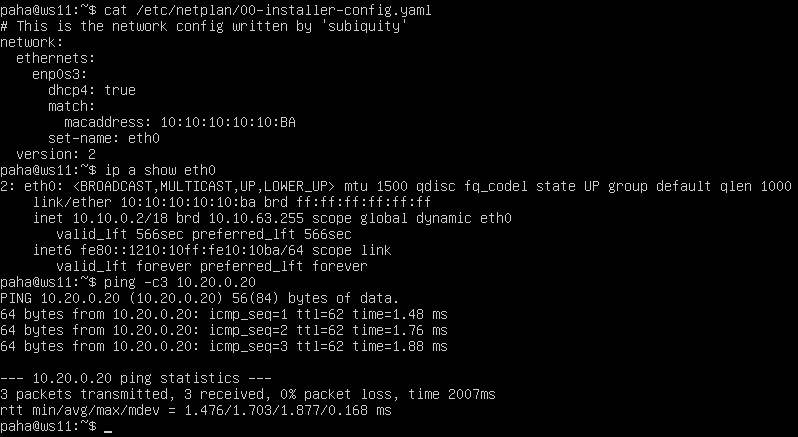 paha@ws11:~$ cat /etc/netplan/00-installer-config.yaml
# This is the network config written by 'subiquity'
network:
  ethernets:
    enp0s3:
      dhcp4: true
      match:
        macaddress: 10:10:10:10:10:BA
      set-name: eth0
  version: 2
paha@ws11:~$ ip a show eth0
2: eth0: <BROADCAST,MULTICAST,UP,LOWER_UP> mtu 1500 qdisc fq_codel state UP group default qlen 1000
    link/ether 10:10:10:10:10:ba brd ff:ff:ff:ff:ff:ff
    inet 10.10.0.2/18 brd 10.10.63.255 scope global dynamic eth0
       valid_lft 566sec preferred_lft 566sec
    inet6 fe80::1210:10ff:fe10:10ba/64 scope link
       valid_lft forever preferred_lft forever
paha@ws11:~$ ping -c3 10.20.0.20
PING 10.20.0.20 (10.20.0.20) 56(84) bytes of data.
64 bytes from 10.20.0.20: icmp_seq=1 ttl=62 time=1.48 ms
64 bytes from 10.20.0.20: icmp_seq=2 ttl=62 time=1.76 ms
64 bytes from 10.20.0.20: icmp_seq=3 ttl=62 time=1.88 ms

--- 10.20.0.20 ping statistics ---
3 packets transmitted, 3 received, 0% packet loss, time 2007ms
rtt min/avg/max/mdev = 1.476/1.703/1.877/0.168 ms
paha@ws11:~$ _